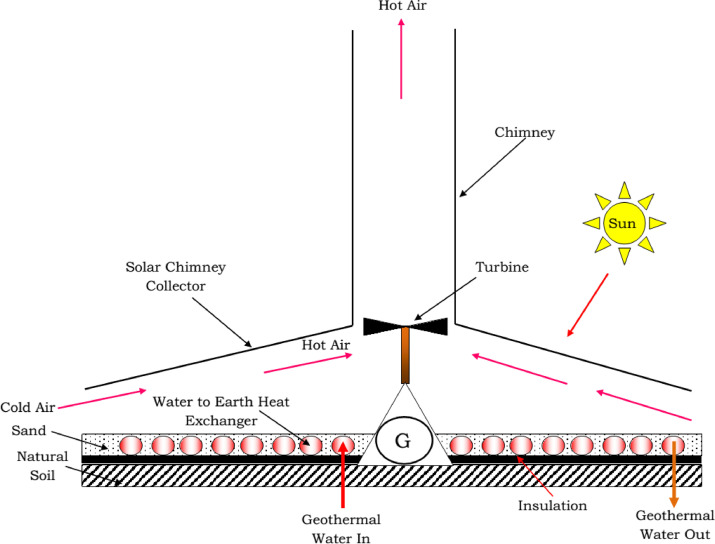 Hot Air
Chimney
Sun
Solar Chimney
Collector
Turbine
Hot Air
Cold Air
Water to Earth Heat
Exchanger
Sand
G
Natural
Soil
Insulation
Geothermal
Water In
Geothermal
Water Out